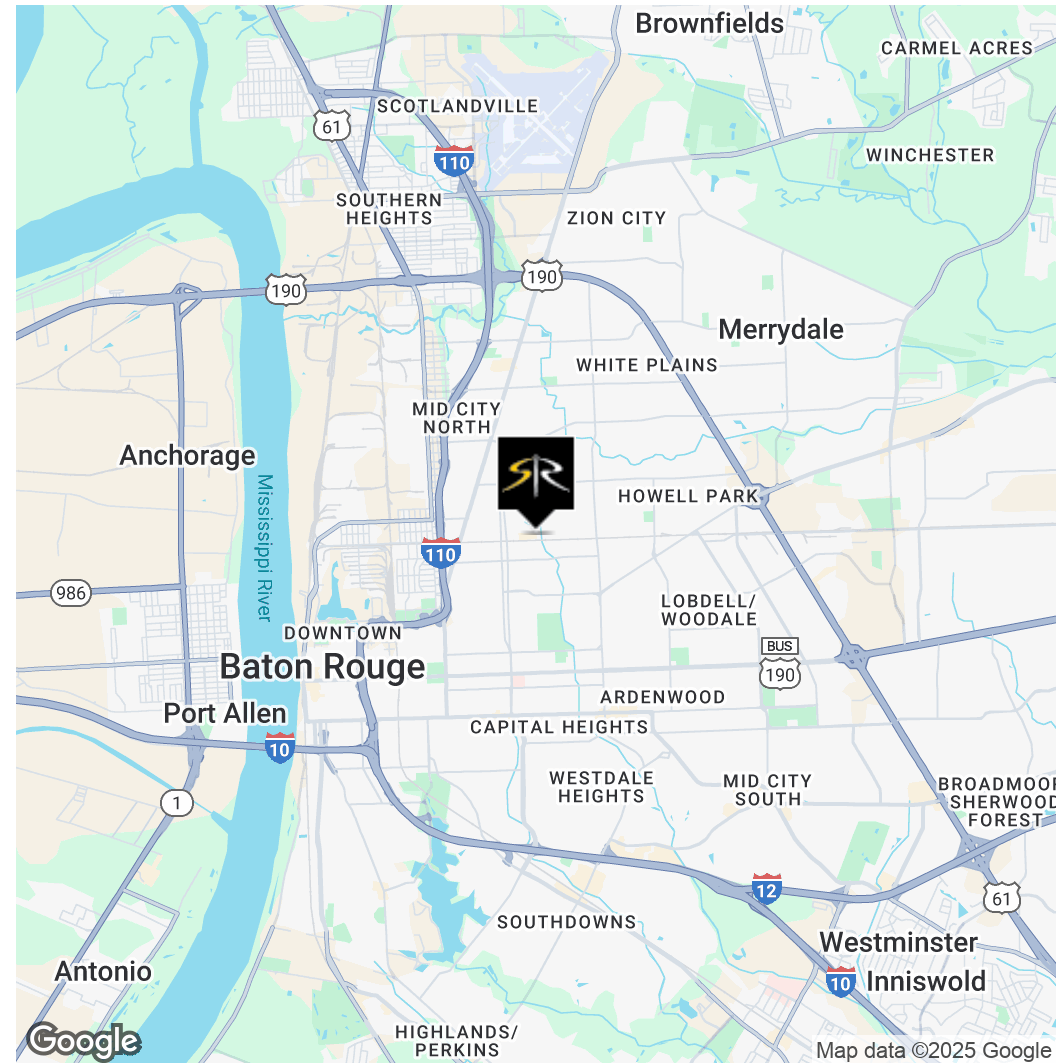 Brownfields
CARMEL ACRES
SCOTLANDVILLE
61
110
WINCHESTER
SOUTHERN
HEIGHTS
ZION CITY
190
190
Merrydale
WHITE PLAINS
MID CITY
NORTH
Anchorage
SR
HOWELL PARK
Mississippi River
110
986
LOBDELL/
WOODALE
DOWNTOWN
BUS
190
Baton Rouge
ARDENWOOD
Port Allen
CAPITAL HEIGHTS
10
WESTDALE
HEIGHTS
MID CITY
SOUTH
BROADMOOR
SHERWOOD
FOREST
1
12
61
SOUTHDOWNS
Westminster
Antonio
10
Inniswold
HIGHLANDS/
PERKINS
Google
Map data ©2025 Google